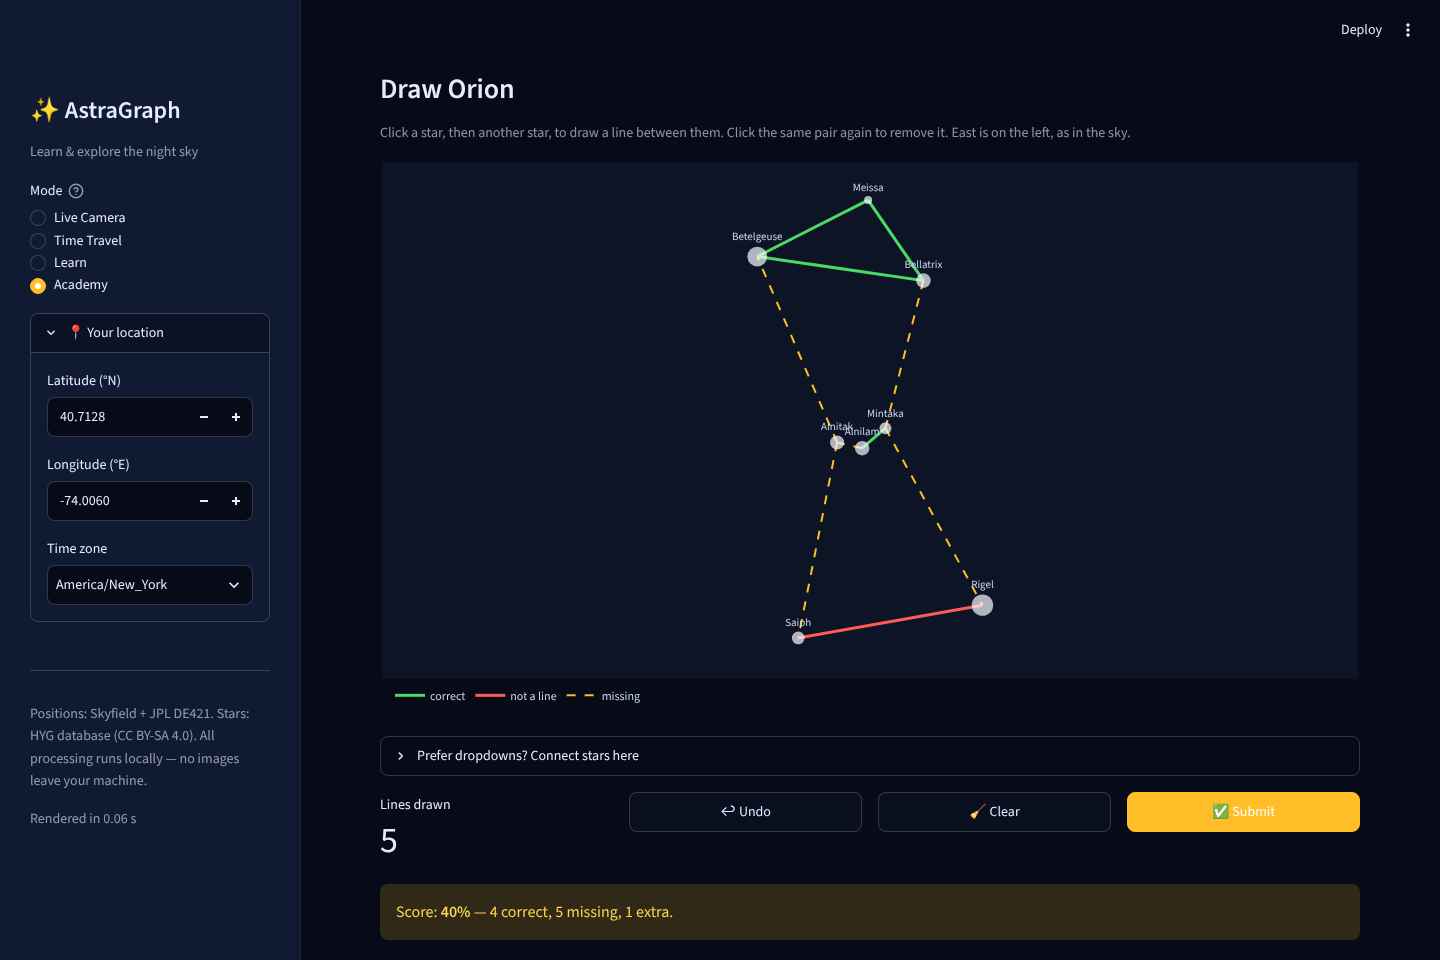 Deploy
✨ AstraGraph
Learn & explore the night sky
Mode
Live Camera
Time Travel
Learn
Academy
📍 Your location
Latitude (°N)
40.7128
Longitude (°E)
-74.0060
Time zone
America/New_York
Positions: Skyfield + JPL DE421. Stars:
HYG database (CC BY-SA 4.0). All
processing runs locally — no images
leave your machine.
Rendered in 0.06 s
Draw Orion
Click a star, then another star, to draw a line between them. Click the same pair again to remove it. East is on the left, as in the sky.
Meissa
Betelgeuse
Bellatrix
Mintaka
Alnitak
Alnilam
Rigel
Saiph
correct
not a line
missing
Prefer dropdowns? Connect stars here
Lines drawn
5
↩ Undo
🧹 Clear
✅ Submit
Score: 40% — 4 correct, 5 missing, 1 extra.